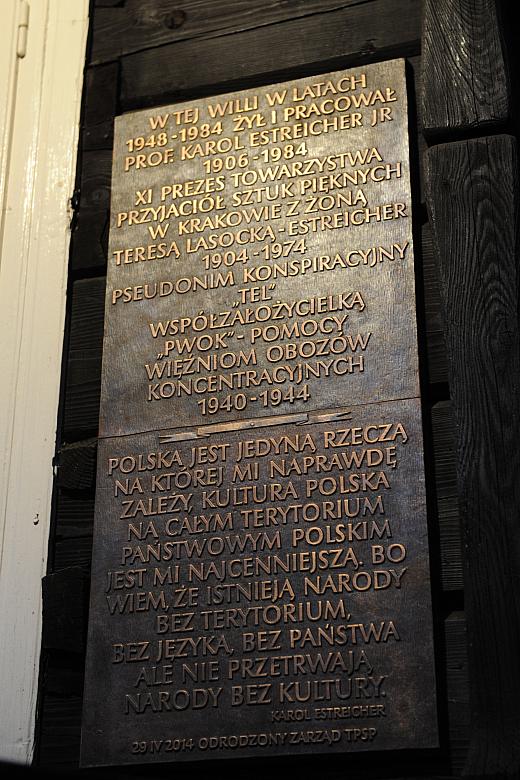 W TEJ WILLI W LATACH
1948-1984 ŻYŁ I PRACOWAŁ
PROF. KAROL ESTREICHER JR
1906-1984
XI PREZES TOWARZYSTWA
PRZYJACIÓŁ SZTUK PIĘKNYCH
W KRAKOWIE Z ŻONĄ
TERESĄ LASOCKĄ-ESTREICHER
1904-1974
PSEUDONIM KONSPIRACYJNY
„TEL”
WSPÓŁZAŁOŻYCIELKĄ
„PWOK”-POMOCY
WIĘŹNIOM OBOZÓW
KONCENTRACYJNYCH
1940-1944
POLSKA JEST JEDYNĄ RZECZĄ
NA KTÓREJ MI NAPRAWDĘ
ZALEŻY, KULTURA POLSKA
NA CAŁYM TERYTORIUM
PAŃSTWOWYM POLSKIM
JEST MI NAJCENNIEJSZĄ. BO
WIEM, ŻE ISTNIEJĄ NARODY
BEZ TERYTORIUM,
BEZ JĘZYKA, BEZ PAŃSTWA
ALE NIE PRZETRWAJĄ
NARODY BEZ KULTURY.
KAROL ESTREICHER
29 IV 2014 ODRODZONY ZARZĄD TPSP